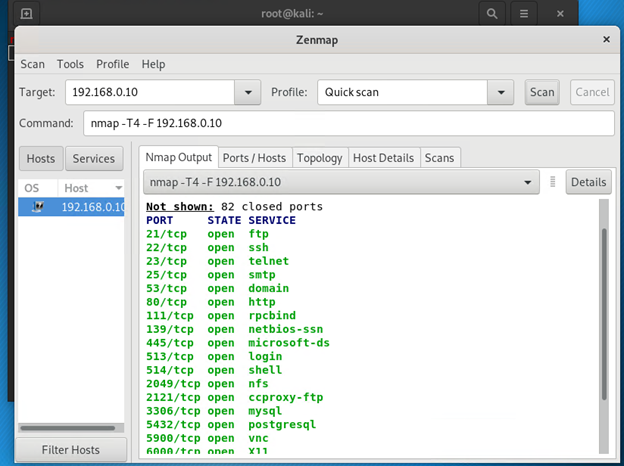 root@kali: ~
Zenmap
Scan Tools Profile Help
Target: 192.168.0.10 Profile: Quick scan Scan Cancel
Command: nmap -T4 -F 192.168.0.10
Hosts Services
Nmap Output Ports / Hosts Topology Host Details Scans
OS Host
192.168.0.10
nmap -T4 -F 192.168.0.10 Details
Not shown: 82 closed ports
PORT STATE SERVICE
21/tcp open ftp
22/tcp open ssh
23/tcp open telnet
25/tcp open smtp
53/tcp open domain
80/tcp open http
111/tcp open rpcbind
139/tcp open netbios-ssn
445/tcp open microsoft-ds
513/tcp open login
514/tcp open shell
2049/tcp open nfs
2121/tcp open ccproxy-ftp
3306/tcp open mysql
5432/tcp open postgresql
5900/tcp open vnc
6000/tcp open X11
Filter Hosts